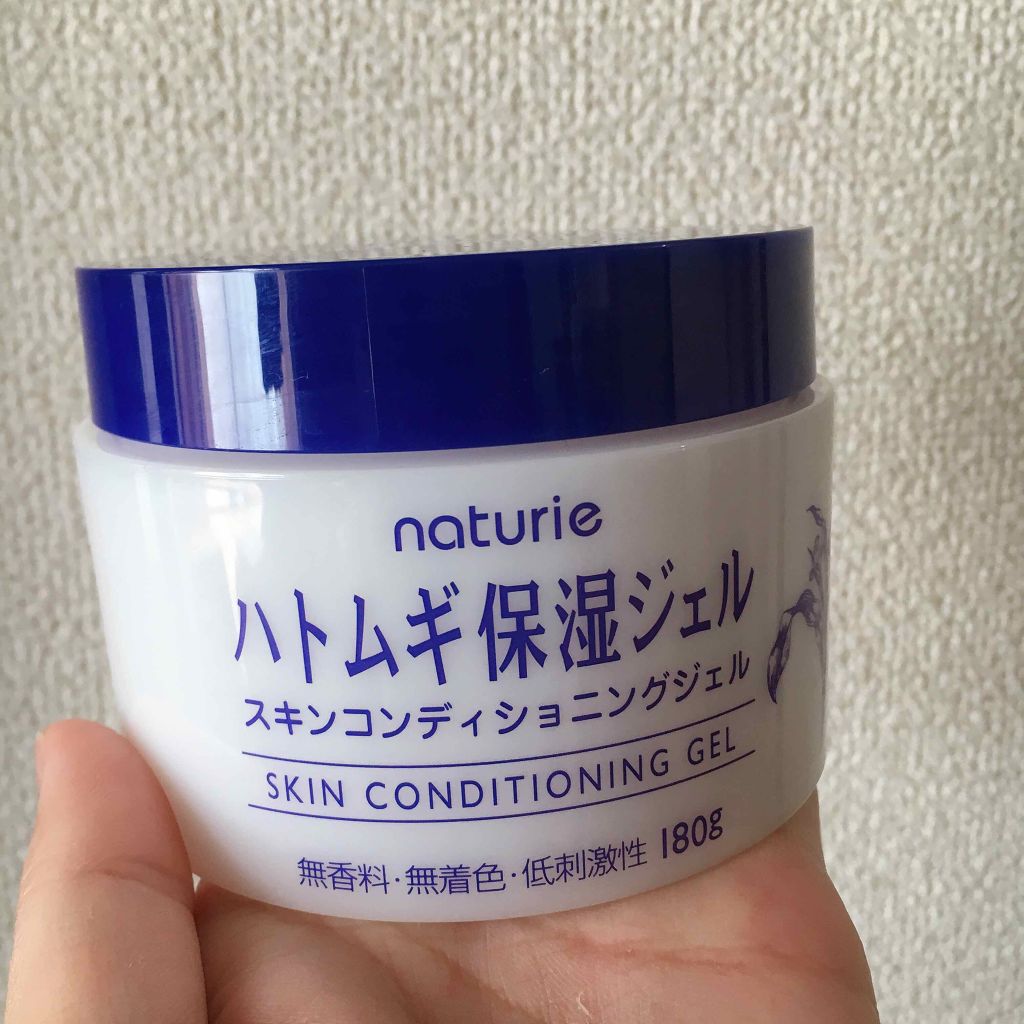 naturie
ハトムギ保湿ジェル
スキンコンディショニングジェル
SKIN CONDITIONING GEL
無香料・無着色・低刺激性 180g